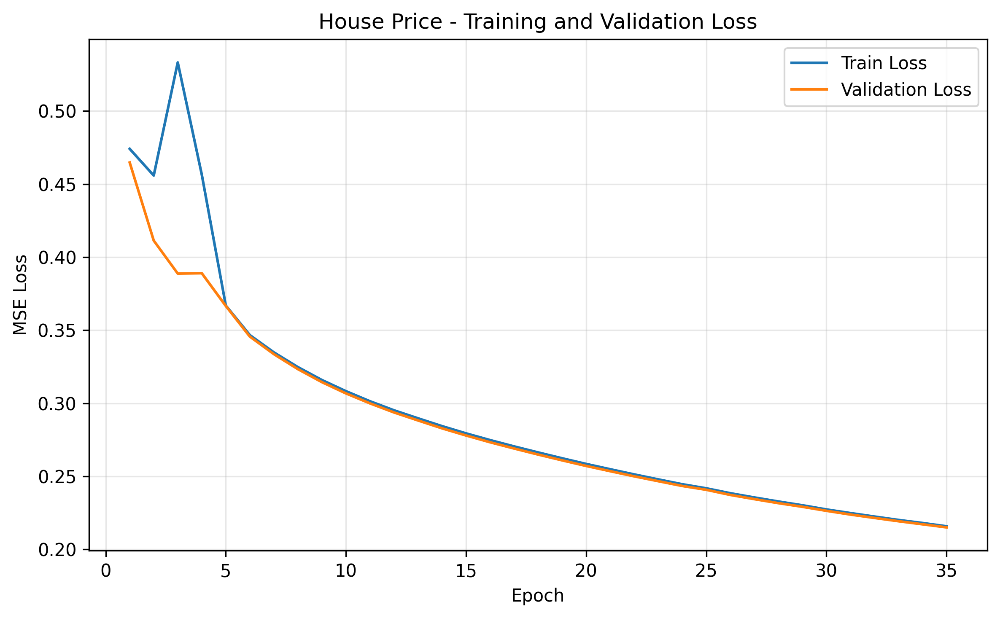 House Price - Training and Validation Loss
Train Loss
Validation Loss
MSE Loss
0.50
0.45
0.40
0.35
0.30
0.25
0.20
0 5 10 15 20 25 30 35
Epoch